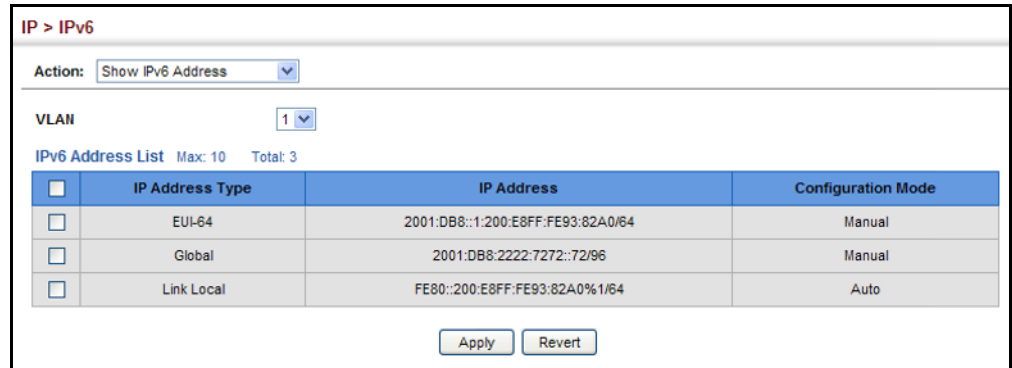 IP > IPv6
Action: Show IPv6 Address
VLAN 1
IPv6 Address List Max: 10 Total: 3
IP Address Type IP Address Configuration Mode
EUI-64 2001:DB8::1:200:E8FF:FE93:82A0/64 Manual
Global 2001:DB8:2222:7272::72/96 Manual
Link Local FE80::200:E8FF:FE93:82A0%1/64 Auto
Apply Revert